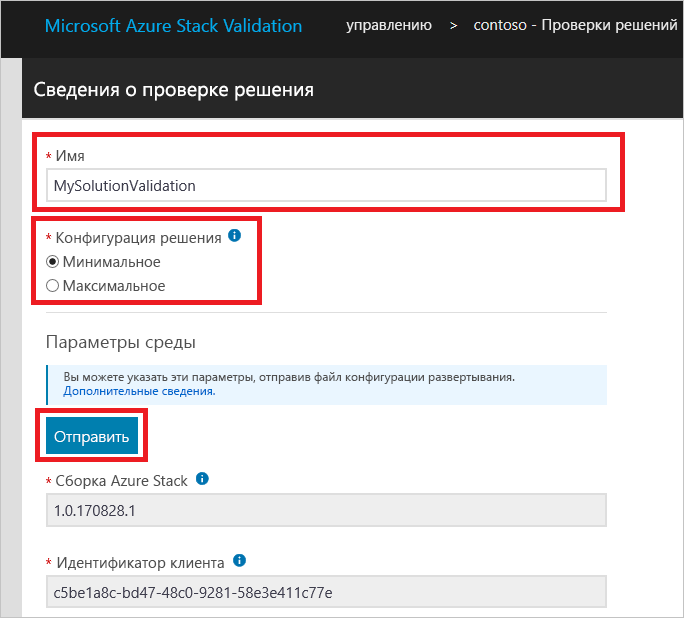 Microsoft Azure Stack Validation управлению > contoso - Проверки решений
Сведения о проверке решения
* Имя
MySolutionValidation
* Конфигурация решения
Минимальное
Максимальное
Параметры среды
Вы можете указать эти параметры, отправив файл конфигурации развертывания.
Дополнительные сведения.
Отправить
* Сборка Azure Stack
1.0.170828.1
* Идентификатор клиента
c5be1a8c-bd47-48c0-9281-58e3e411c77e